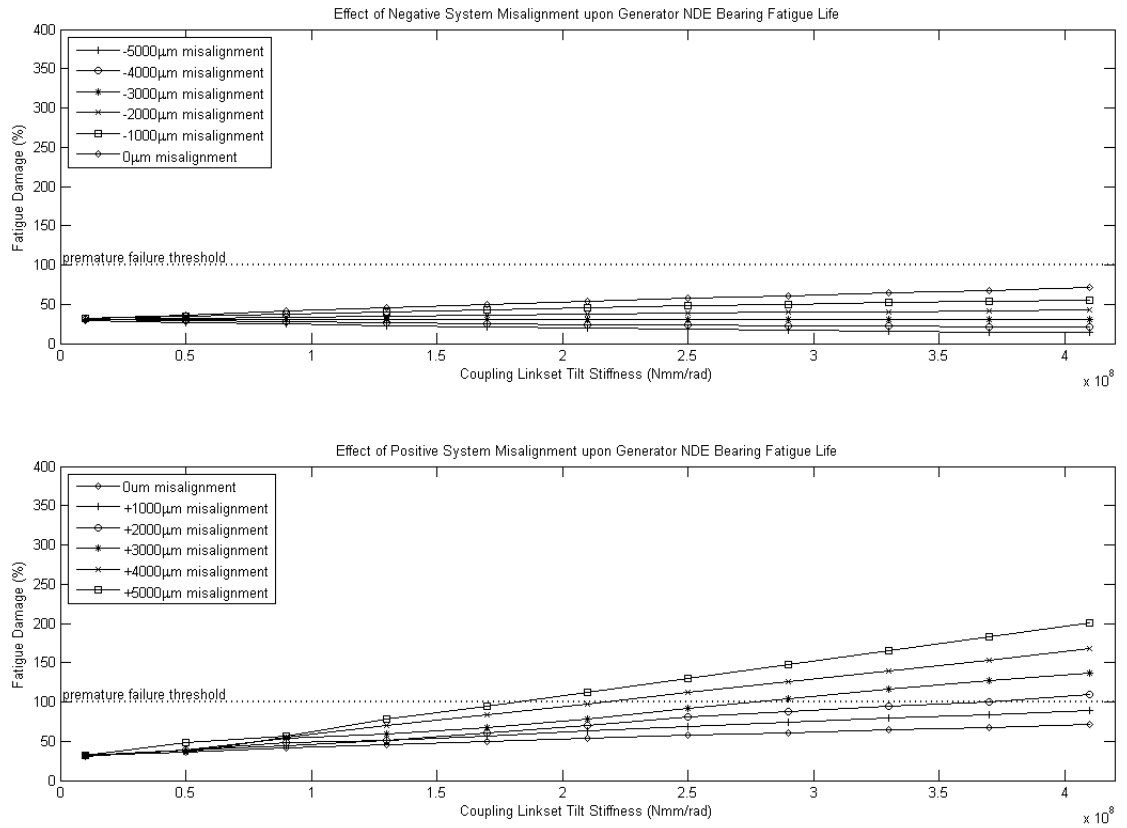 Effect of Negative System Misalignment upon Generator NDE Bearing Fatigue Life
400
350
300
250
200
150
100
50
0
Fatigue Damage (%)
-5000μm misalignment
-4000μm misalignment
-3000μm misalignment
-2000μm misalignment
-1000μm misalignment
0μm misalignment
premature failure threshold
0 0.5 1 1.5 2 2.5 3 3.5 4
x 10⁸
Coupling Linkset Tilt Stiffness (Nmm/rad)
Effect of Positive System Misalignment upon Generator NDE Bearing Fatigue Life
400
350
300
250
200
150
100
50
0
Fatigue Damage (%)
0um misalignment
+1000μm misalignment
+2000μm misalignment
+3000μm misalignment
+4000μm misalignment
+5000μm misalignment
premature failure threshold
0 0.5 1 1.5 2 2.5 3 3.5 4
x 10⁸
Coupling Linkset Tilt Stiffness (Nmm/rad)